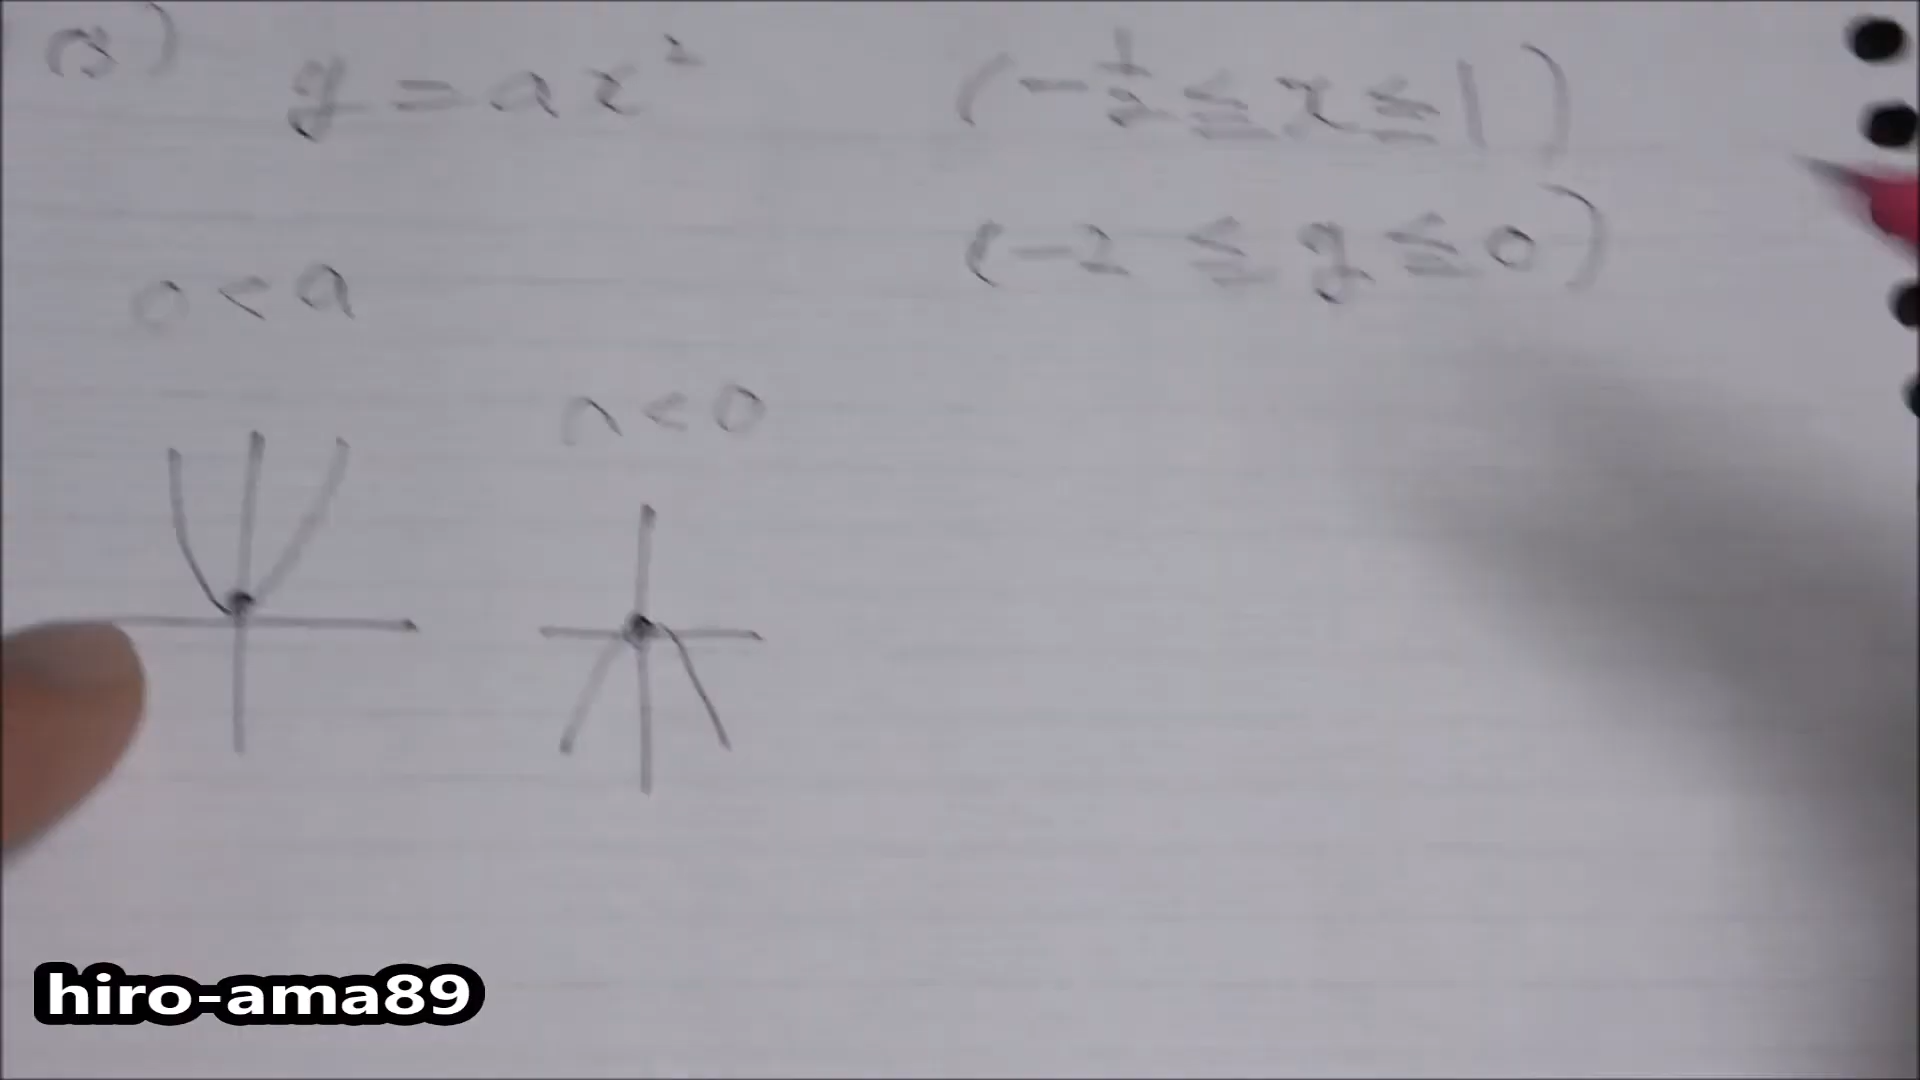 (3) y = ax² (-1/2 ≦ x ≦ 1)
(-2 ≦ y ≦ 0)
0 < a
a < 0
hiro-ama89